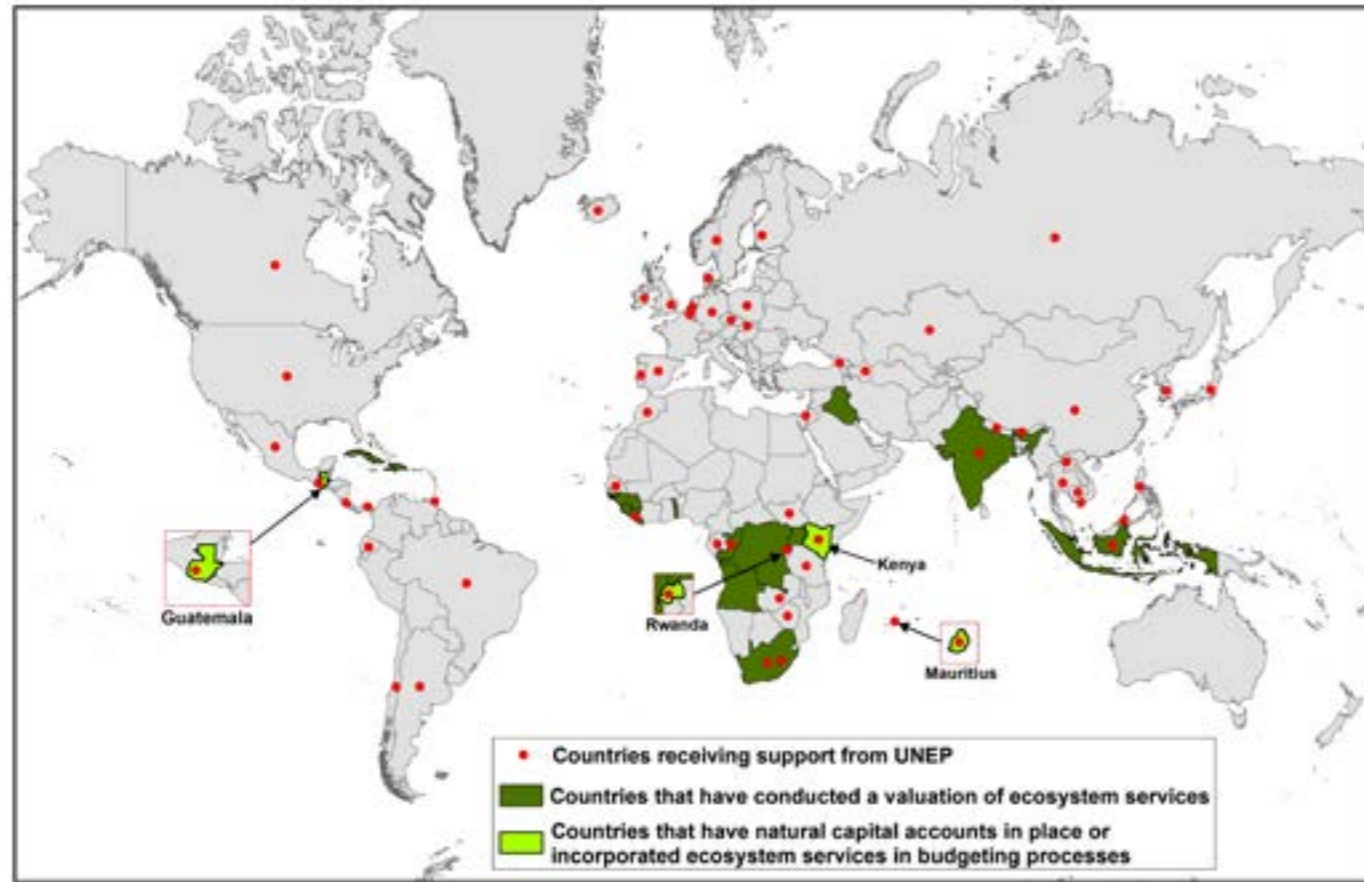 Guatemala
Rwanda
Kenya
Mauritius
Countries receiving support from UNEP
Countries that have conducted a valuation of ecosystem services
Countries that have natural capital accounts in place or
incorporated ecosystem services in budgeting processes